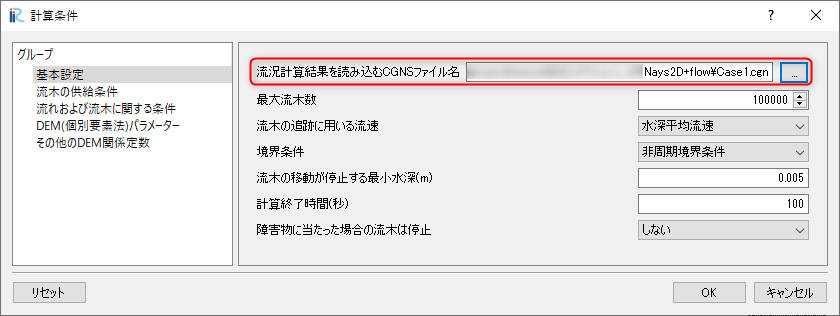 計算条件
グループ
基本設定
流木の供給条件
流れおよび流木に関する条件
DEM(個別要素法)パラメーター
その他のDEM関係定数
流況計算結果を読み込むCGNSファイル名 Nays2D+flow¥Case1.cgn ...
最大流木数 100000
流木の追跡に用いる流速 水深平均流速
境界条件 非周期境界条件
流木の移動が停止する最小水深(m) 0.005
計算終了時間(秒) 100
障害物に当たった場合の流木は停止 しない
リセット OK キャンセル